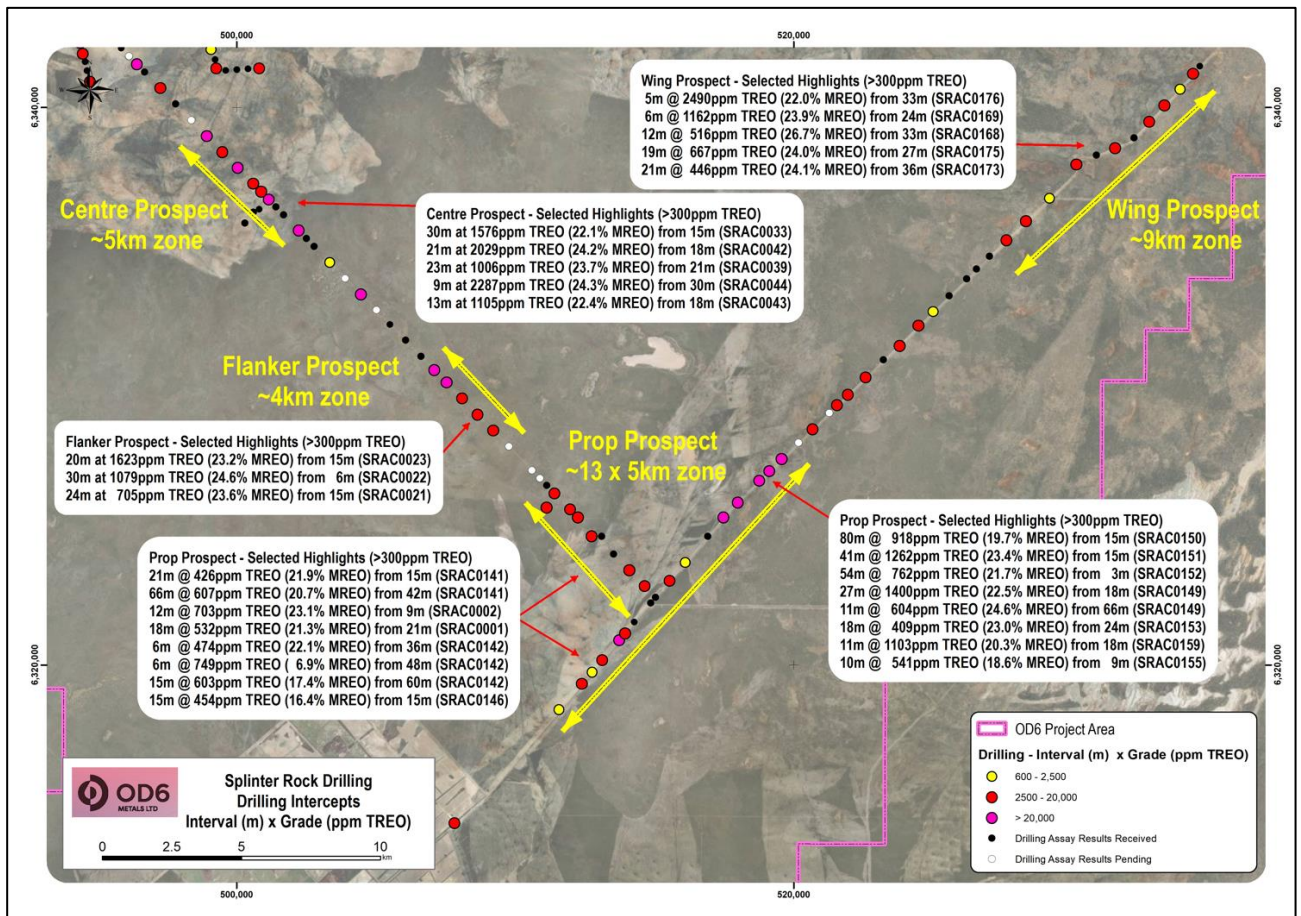 500,000
520,000
6,340,000
6,340,000
Wing Prospect - Selected Highlights (>300ppm TREO)
5m @ 2490ppm TREO (22.0% MREO) from 33m (SRAC0176)
6m @ 1162ppm TREO (23.9% MREO) from 24m (SRAC0169)
12m @ 516ppm TREO (26.7% MREO) from 33m (SRAC0168)
19m @ 667ppm TREO (24.0% MREO) from 27m (SRAC0175)
21m @ 446ppm TREO (24.1% MREO) from 36m (SRAC0173)
Centre Prospect
~5km zone
Wing Prospect
~9km zone
Centre Prospect - Selected Highlights (>300ppm TREO)
30m at 1576ppm TREO (22.1% MREO) from 15m (SRAC0033)
21m at 2029ppm TREO (24.2% MREO) from 18m (SRAC0042)
23m at 1006ppm TREO (23.7% MREO) from 21m (SRAC0039)
9m at 2287ppm TREO (24.3% MREO) from 30m (SRAC0044)
13m at 1105ppm TREO (22.4% MREO) from 18m (SRAC0043)
Flanker Prospect
~4km zone
Flanker Prospect - Selected Highlights (>300ppm TREO)
20m at 1623ppm TREO (23.2% MREO) from 15m (SRAC0023)
30m at 1079ppm TREO (24.6% MREO) from 6m (SRAC0022)
24m at 705ppm TREO (23.6% MREO) from 15m (SRAC0021)
Prop Prospect
~13 x 5km zone
Prop Prospect - Selected Highlights (>300ppm TREO)
80m @ 918ppm TREO (19.7% MREO) from 15m (SRAC0150)
41m @ 1262ppm TREO (23.4% MREO) from 15m (SRAC0151)
54m @ 762ppm TREO (21.7% MREO) from 3m (SRAC0152)
27m @ 1400ppm TREO (22.5% MREO) from 18m (SRAC0149)
11m @ 604ppm TREO (24.6% MREO) from 66m (SRAC0149)
18m @ 409ppm TREO (23.0% MREO) from 24m (SRAC0153)
11m @ 1103ppm TREO (20.3% MREO) from 18m (SRAC0159)
10m @ 541ppm TREO (18.6% MREO) from 9m (SRAC0155)
Prop Prospect - Selected Highlights (>300ppm TREO)
21m @ 426ppm TREO (21.9% MREO) from 15m (SRAC0141)
66m @ 607ppm TREO (20.7% MREO) from 42m (SRAC0141)
12m @ 703ppm TREO (23.1% MREO) from 9m (SRAC0002)
18m @ 532ppm TREO (21.3% MREO) from 21m (SRAC0001)
6m @ 474ppm TREO (22.1% MREO) from 36m (SRAC0142)
6m @ 749ppm TREO ( 6.9% MREO) from 48m (SRAC0142)
15m @ 603ppm TREO (17.4% MREO) from 60m (SRAC0142)
15m @ 454ppm TREO (16.4% MREO) from 15m (SRAC0146)
6,320,000
6,320,000
OD6
METALS LTD
Splinter Rock Drilling
Drilling Intercepts
Interval (m) x Grade (ppm TREO)
0 2.5 5 10
km
OD6 Project Area
Drilling - Interval (m) x Grade (ppm TREO)
600 - 2,500
2500 - 20,000
> 20,000
Drilling Assay Results Received
Drilling Assay Results Pending
500,000
520,000